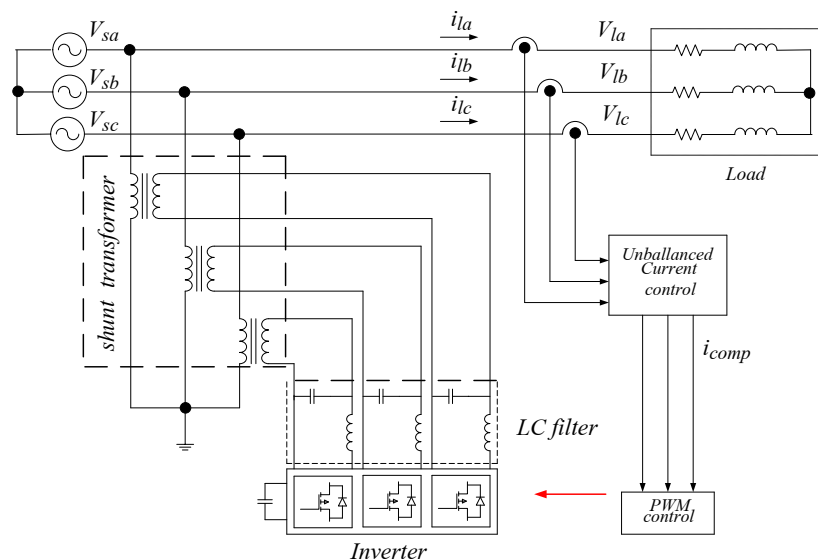 V_sa
i_la
V_la
V_sb
i_lb
V_lb
V_sc
i_lc
V_lc
Load
shunt transformer
Unballanced
Current
control
i_comp
LC filter
PWM
control
Inverter